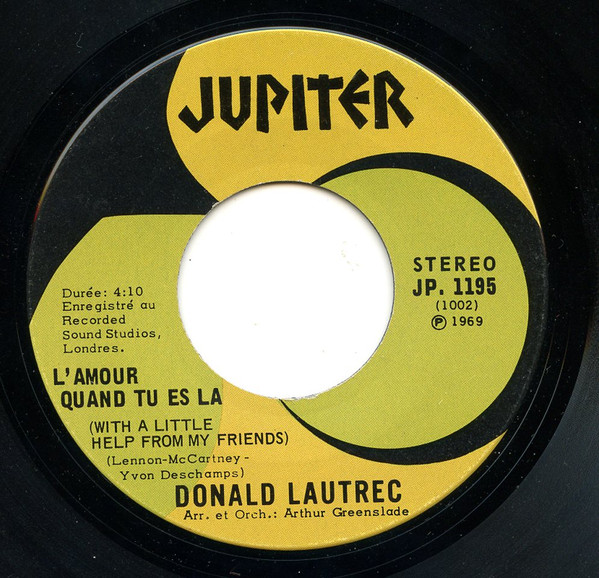 JUPITER
STEREO
JP. 1195
(1002)
℗ 1969
Durée: 4:10
Enregistré au
Recorded
Sound Studios,
Londres.
L'AMOUR
QUAND TU ES LA
(WITH A LITTLE
HELP FROM MY FRIENDS)
(Lennon-McCartney-
Yvon Deschamps)
DONALD LAUTREC
Arr. et Orch.: Arthur Greenslade